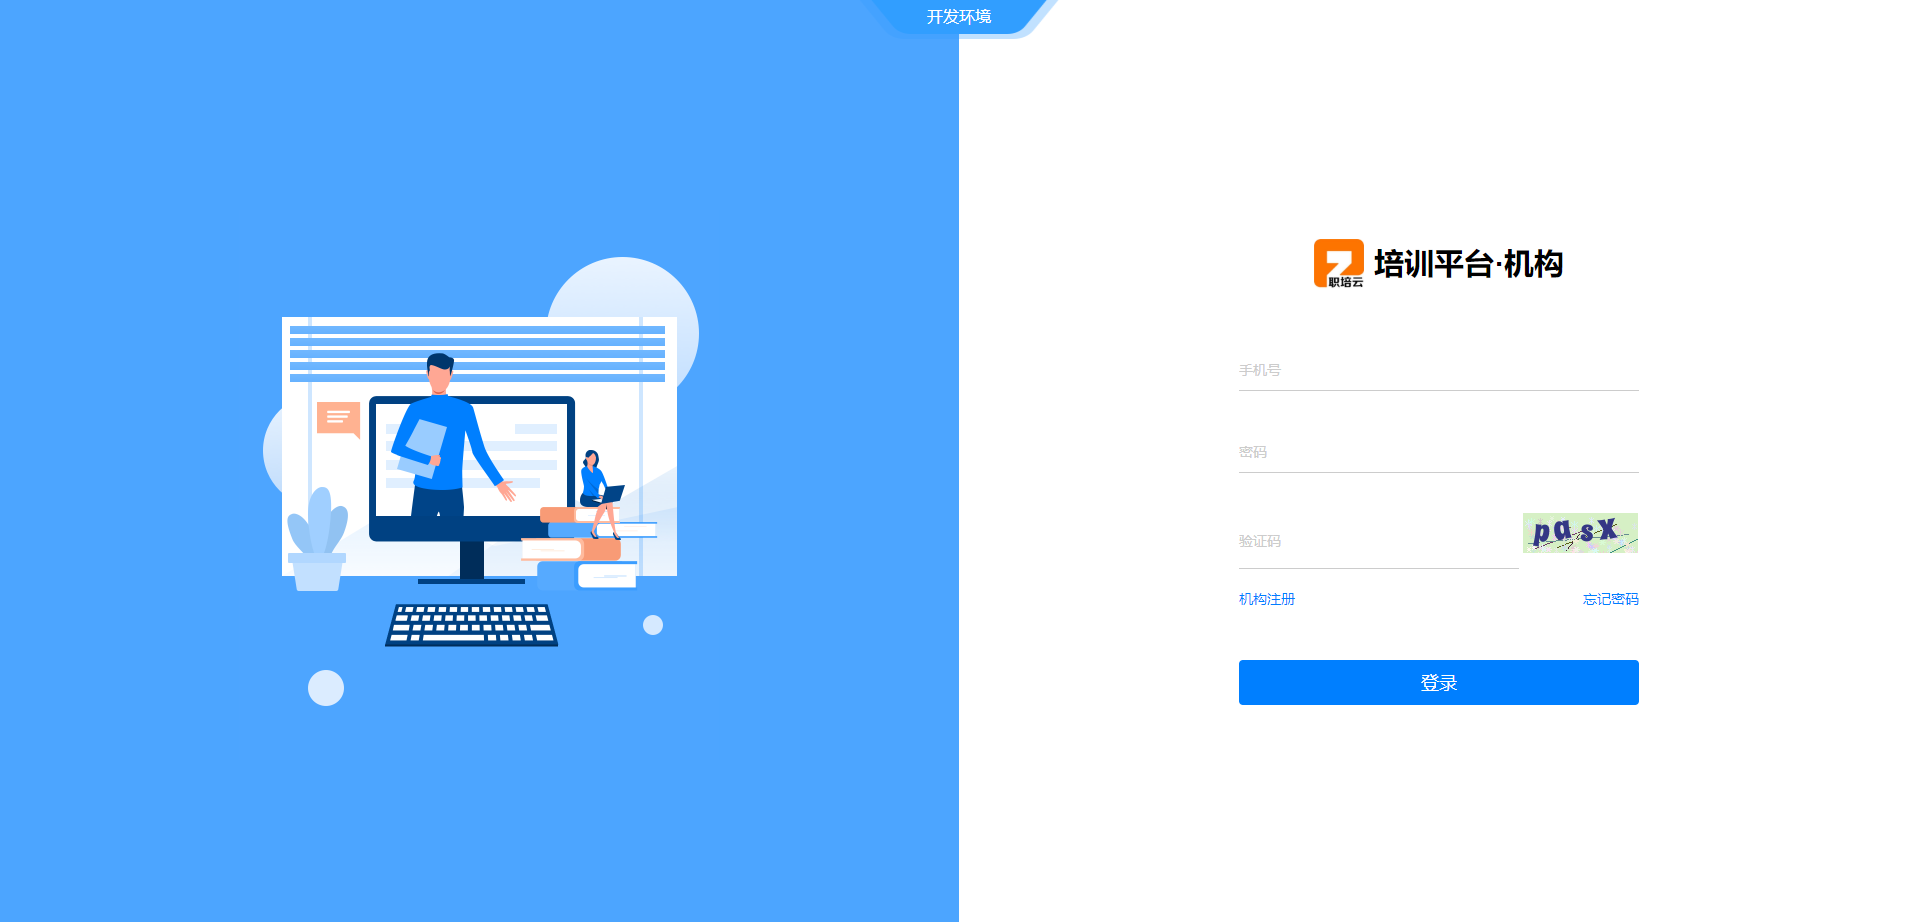 开发环境
职培云
培训平台·机构
手机号
密码
验证码
pasx
机构注册
忘记密码
登录